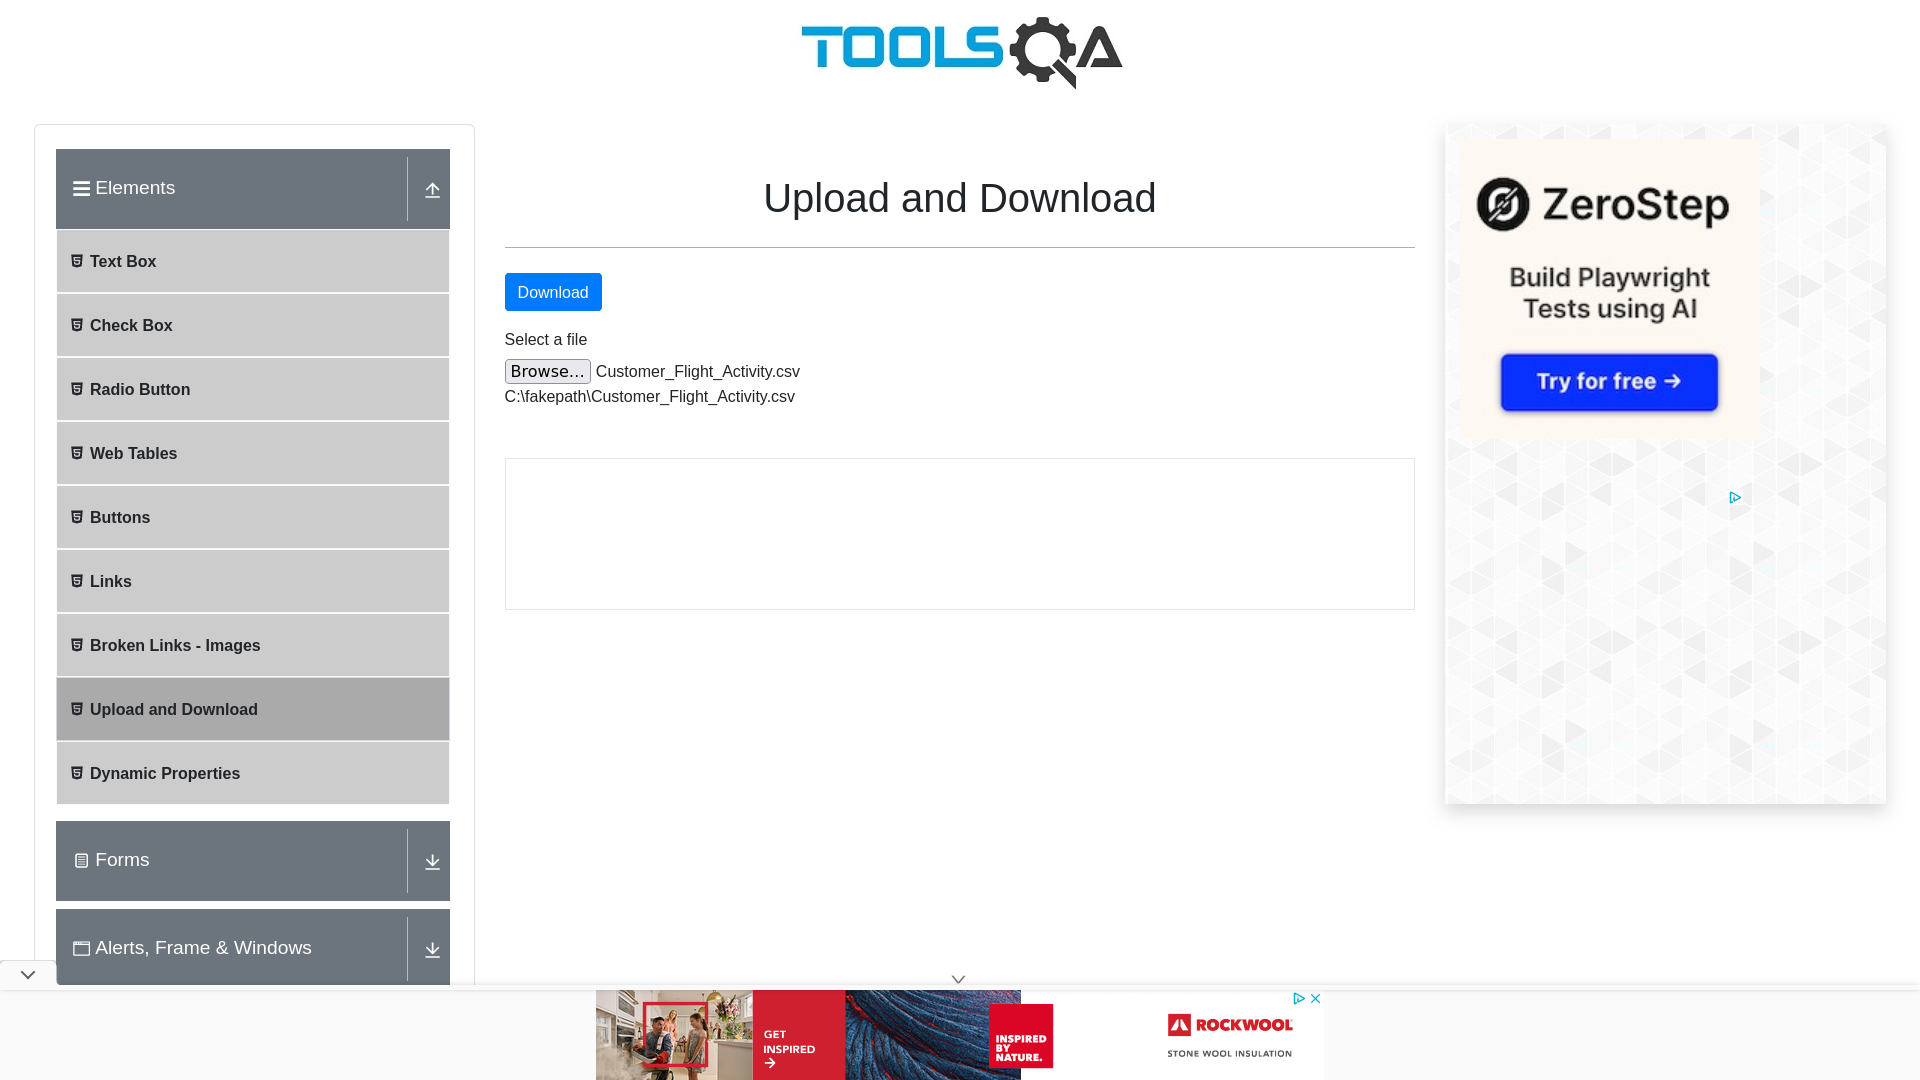 TOOLSQA
Elements
Text Box
Check Box
Radio Button
Web Tables
Buttons
Links
Broken Links - Images
Upload and Download
Dynamic Properties
Forms
Alerts, Frame & Windows
Upload and Download
Download
Select a file
Browse... Customer_Flight_Activity.csv
C:\fakepath\Customer_Flight_Activity.csv
ZeroStep
Build Playwright
Tests using AI
Try for free →
GET
INSPIRED
→
INSPIRED
BY
NATURE.
ROCKWOOL
STONE WOOL INSULATION